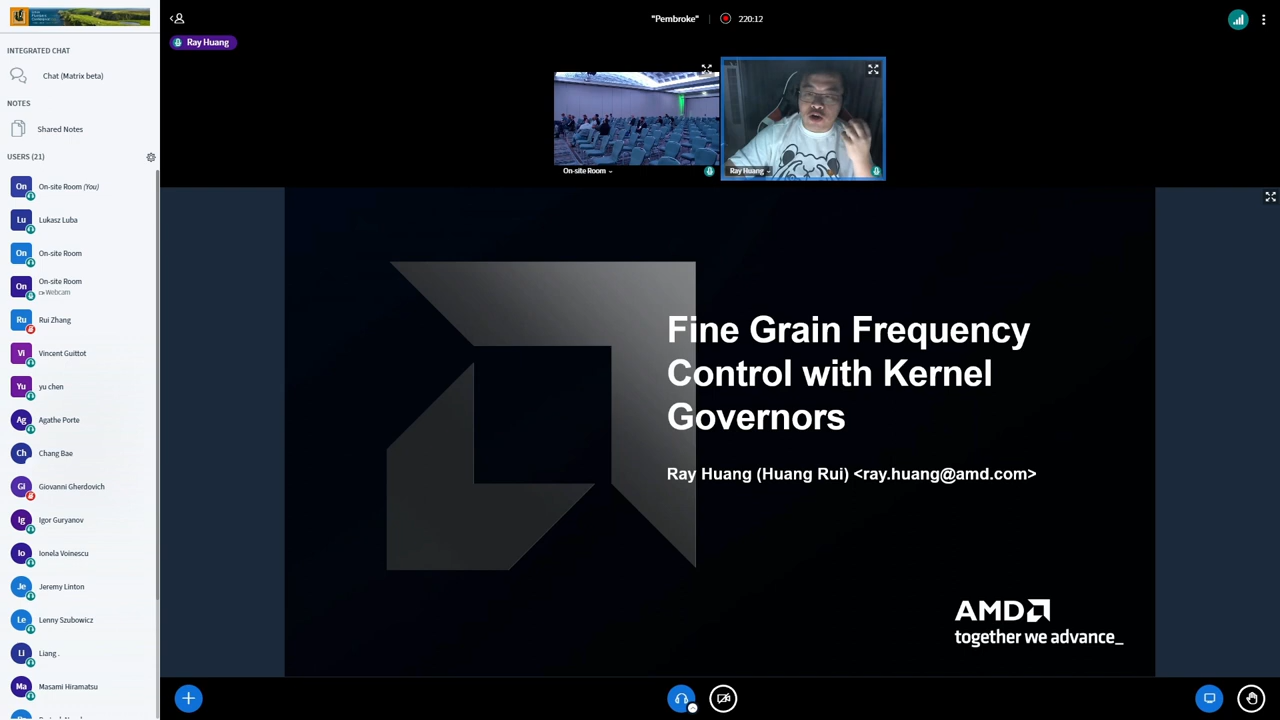 "Pembroke"
220:12
Ray Huang
INTEGRATED CHAT
Chat (Matrix beta)
NOTES
Shared Notes
USERS (21)
On
On-site Room (You)
Lu
Lukasz Luba
On
On-site Room
On
On-site Room
Webcam
Ru
Rui Zhang
Vi
Vincent Guittot
Yu
yu chen
Ag
Agathe Porte
Ch
Chang Bae
Gi
Giovanni Gherdovich
Ig
Igor Guryanov
Io
Ionela Voinescu
Je
Jeremy Linton
Le
Lenny Szubowicz
Li
Liang .
Ma
Masami Hiramatsu
On-site Room
Ray Huang
Fine Grain Frequency
Control with Kernel
Governors
Ray Huang (Huang Rui) <ray.huang@amd.com>
AMD
together we advance_